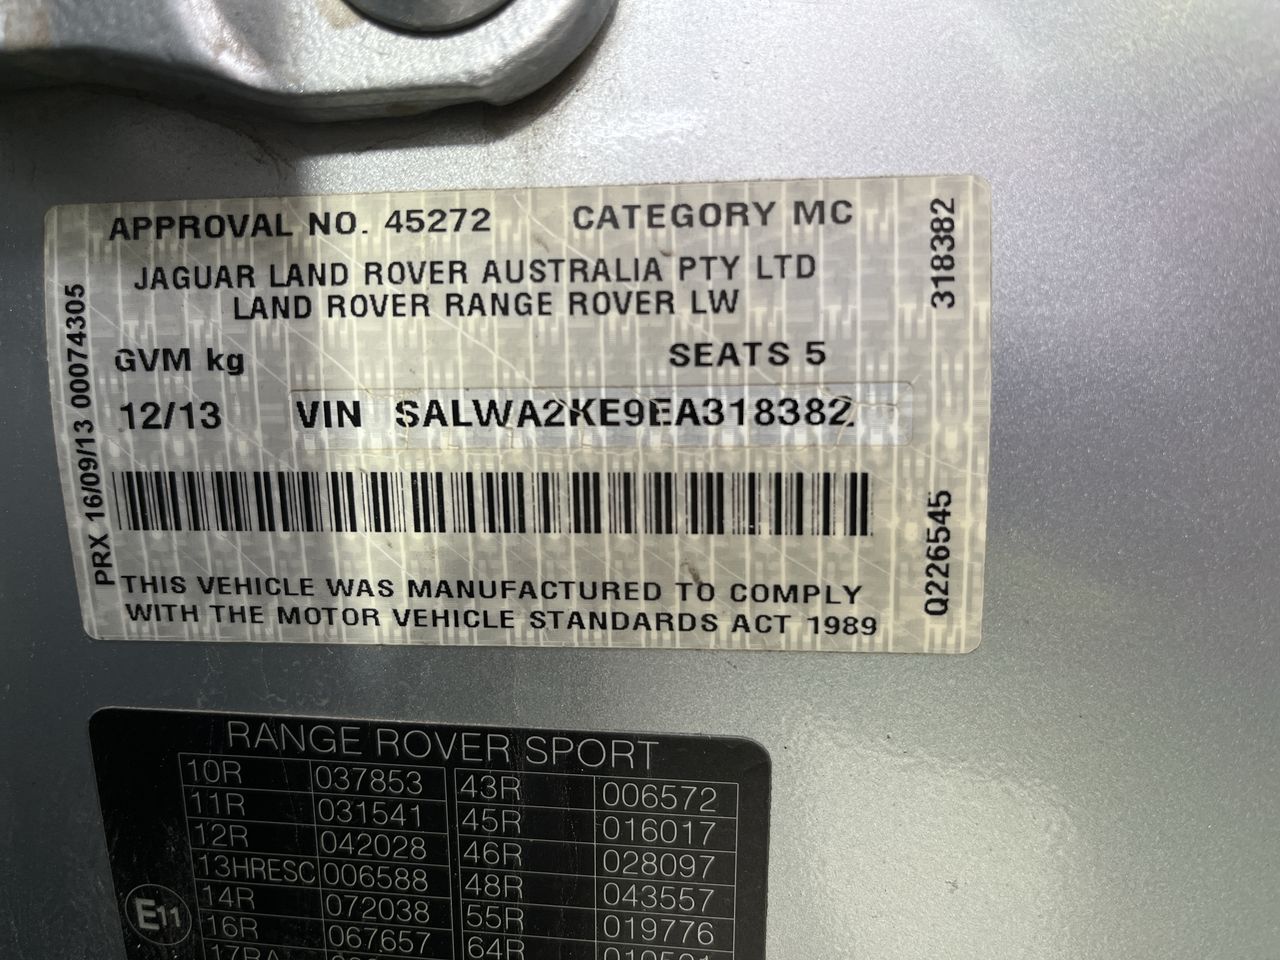 APPROVAL NO. 45272 CATEGORY MC
JAGUAR LAND ROVER AUSTRALIA PTY LTD
LAND ROVER RANGE ROVER LW
GVM kg SEATS 5
12/13 VIN SALWA2KE9EA318382
THIS VEHICLE WAS MANUFACTURED TO COMPLY
WITH THE MOTOR VEHICLE STANDARDS ACT 1989
PRX 16/09/13 00074305
318382
Q226545
RANGE ROVER SPORT
10R 037853 43R 006572
11R 031541 45R 016017
12R 042028 46R 028097
13HRESC 006588 48R 043557
14R 072038 55R 019776
16R 067657 64R
E11